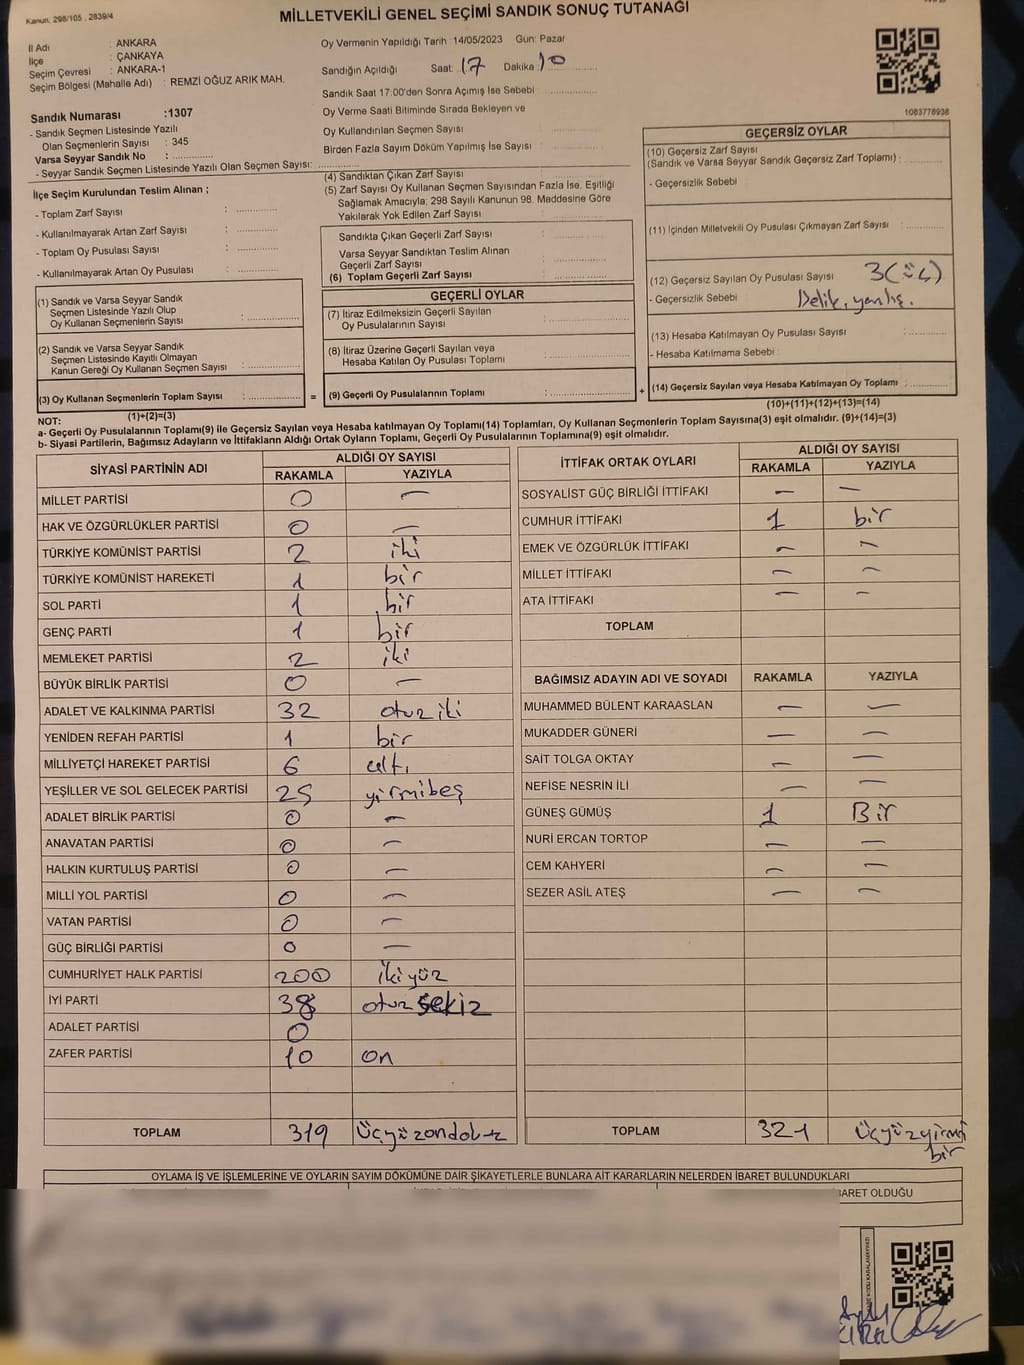 Kanun: 298/105 , 2839/4
MİLLETVEKİLİ GENEL SEÇİMİ SANDIK SONUÇ TUTANAĞI
İl Adı : ANKARA
İlçe : ÇANKAYA
Seçim Çevresi : ANKARA-1
Seçim Bölgesi (Mahalle Adı) : REMZİ OĞUZ ARIK MAH.
Oy Vermenin Yapıldığı Tarih :14/05/2023 Gün: Pazar
Sandığın Açıldığı Saat: 17 Dakika 10
Sandık Saat 17:00'den Sonra Açımış İse Sebebi
Oy Verme Saati Bitiminde Sırada Bekleyen ve
Oy Kullandırılan Seçmen Sayısı
Birden Fazla Sayım Döküm Yapılmış İse Sayısı
Sandık Numarası :1307
- Sandık Seçmen Listesinde Yazılı
Olan Seçmenlerin Sayısı : 345
Varsa Seyyar Sandık No :
- Seyyar Sandık Seçmen Listesinde Yazılı Olan Seçmen Sayısı:
1083778938
İlçe Seçim Kurulundan Teslim Alınan ;
- Toplam Zarf Sayısı :
- Kullanılmayarak Artan Zarf Sayısı :
- Toplam Oy Pusulası Sayısı :
- Kullanılmayarak Artan Oy Pusulası :
(4) Sandıktan Çıkan Zarf Sayısı
(5) Zarf Sayısı Oy Kullanan Seçmen Sayısından Fazla İse, Eşitliği
Sağlamak Amacıyla; 298 Sayılı Kanunun 98. Maddesine Göre
Yakılarak Yok Edilen Zarf Sayısı
Sandıkta Çıkan Geçerli Zarf Sayısı
Varsa Seyyar Sandıktan Teslim Alınan
Geçerli Zarf Sayısı
(6) Toplam Geçerli Zarf Sayısı
GEÇERSİZ OYLAR
(10) Geçersiz Zarf Sayısı
(Sandık ve Varsa Seyyar Sandık Geçersiz Zarf Toplamı) :
- Geçersizlik Sebebi
(11) İçinden Milletvekili Oy Pusulası Çıkmayan Zarf Sayısı
(12) Geçersiz Sayılan Oy Pusulası Sayısı 3(üç)
- Geçersizlik Sebebi Delik, yanlış.
(13) Hesaba Katılmayan Oy Pusulası Sayısı
- Hesaba Katılmama Sebebi
(14) Geçersiz Sayılan veya Hesaba Katılmayan Oy Toplamı
(10)+(11)+(12)+(13)=(14)
(1) Sandık ve Varsa Seyyar Sandık
Seçmen Listesinde Yazılı Olup
Oy Kullanan Seçmenlerin Sayısı
(2) Sandık ve Varsa Seyyar Sandık
Seçmen Listesinde Kayıtlı Olmayan
Kanun Gereği Oy Kullanan Seçmen Sayısı
(3) Oy Kullanan Seçmenlerin Toplam Sayısı :
(1)+(2)=(3)
=
GEÇERLİ OYLAR
(7) İtiraz Edilmeksizin Geçerli Sayılan
Oy Pusulalarının Sayısı
(8) İtiraz Üzerine Geçerli Sayılan veya
Hesaba Katılan Oy Pusulası Toplamı
(9) Geçerli Oy Pusulalarının Toplamı
+
NOT:
a- Geçerli Oy Pusulalarının Toplamı(9) ile Geçersiz Sayılan veya Hesaba katılmayan Oy Toplamı(14) Toplamları, Oy Kullanan Seçmenlerin Toplam Sayısına(3) eşit olmalıdır. (9)+(14)=(3)
b- Siyasi Partilerin, Bağımsız Adayların ve İttifakların Aldığı Ortak Oyların Toplamı, Geçerli Oy Pusulalarının Toplamına(9) eşit olmalıdır.
SİYASİ PARTİNİN ADI ALDIĞI OY SAYISI
RAKAMLA YAZIYLA
MİLLET PARTİSİ 0 —
HAK VE ÖZGÜRLÜKLER PARTİSİ 0 —
TÜRKİYE KOMÜNİST PARTİSİ 2 iki
TÜRKİYE KOMÜNİST HAREKETİ 1 bir
SOL PARTİ 1 bir
GENÇ PARTİ 1 bir
MEMLEKET PARTİSİ 2 iki
BÜYÜK BİRLİK PARTİSİ 0 —
ADALET VE KALKINMA PARTİSİ 32 otuz iki
YENİDEN REFAH PARTİSİ 1 bir
MİLLİYETÇİ HAREKET PARTİSİ 6 altı
YEŞİLLER VE SOL GELECEK PARTİSİ 25 yirmibeş
ADALET BİRLİK PARTİSİ 0 —
ANAVATAN PARTİSİ 0 —
HALKIN KURTULUŞ PARTİSİ 0 —
MİLLİ YOL PARTİSİ 0 —
VATAN PARTİSİ 0 —
GÜÇ BİRLİĞİ PARTİSİ 0 —
CUMHURİYET HALK PARTİSİ 200 ikiyüz
İYİ PARTİ 38 otuz sekiz
ADALET PARTİSİ 0
ZAFER PARTİSİ 10 on
TOPLAM 319 üçyüzondokuz
İTTİFAK ORTAK OYLARI ALDIĞI OY SAYISI
RAKAMLA YAZIYLA
SOSYALİST GÜÇ BİRLİĞİ İTTİFAKI — —
CUMHUR İTTİFAKI 1 bir
EMEK VE ÖZGÜRLÜK İTTİFAKI — —
MİLLET İTTİFAKI — —
ATA İTTİFAKI — —
TOPLAM
BAĞIMSIZ ADAYIN ADI VE SOYADI RAKAMLA YAZIYLA
MUHAMMED BÜLENT KARAASLAN — —
MUKADDER GÜNERİ — —
SAİT TOLGA OKTAY — —
NEFİSE NESRİN İLİ — —
GÜNEŞ GÜMÜŞ 1 Bir
NURİ ERCAN TORTOP — —
CEM KAHYERİ — —
SEZER ASİL ATEŞ — —
TOPLAM 321 üçyüzyirmi
bir
OYLAMA İŞ VE İŞLEMLERİNE VE OYLARIN SAYIM DÖKÜMÜNE DAİR ŞİKAYETLERLE BUNLARA AİT KARARLARIN NELERDEN İBARET BULUNDUKLARI
İBARET OLDUĞU